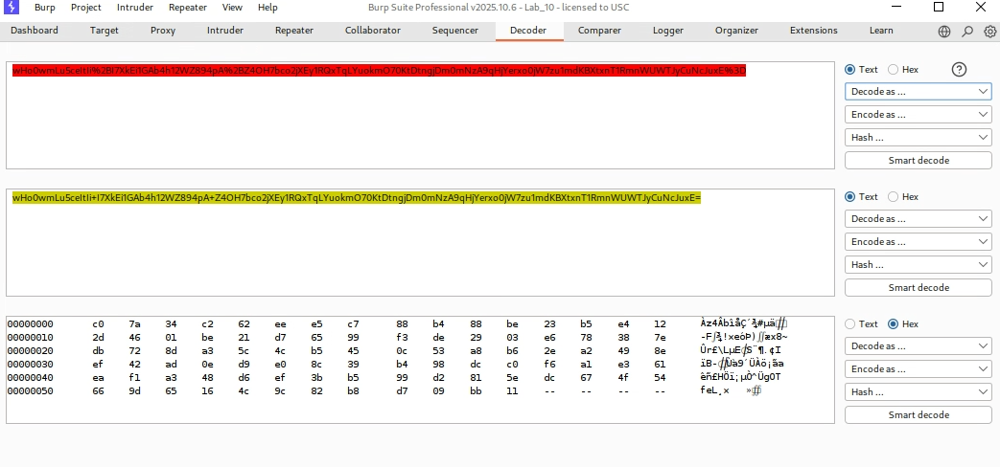 Burp Project Intruder Repeater View Help Burp Suite Professional v2025.10.6 - Lab_10 - licensed to USC
Dashboard Target Proxy Intruder Repeater Collaborator Sequencer Decoder Comparer Logger Organizer Extensions Learn
wHo0wmLu5ceItIi%2BI7XkEi1GAb4h12WZ894pA%2BZ4OH7bco2jXEy1RQxTqLYuokmO70KtDtngjDm0mNzA9qHjYerxo0jW7zu1mdKBXtxnT1RmnWUWTJyCuNcJuxE%3D
Text Hex ?
Decode as ...
Encode as ...
Hash ...
Smart decode
wHo0wmLu5ceItIi+I7XkEi1GAb4h12WZ894pA+Z4OH7bco2jXEy1RQxTqLYuokmO70KtDtngjDm0mNzA9qHjYerxo0jW7zu1mdKBXtxnT1RmnWUWTJyCuNcJuxE=
Text Hex
Decode as ...
Encode as ...
Hash ...
Smart decode
00000000 c0 7a 34 c2 62 ee e5 c7 88 b4 88 be 23 b5 e4 12
00000010 2d 46 01 be 21 d7 65 99 f3 de 29 03 e6 78 38 7e
00000020 db 72 8d a3 5c 4c b5 45 0c 53 a8 b6 2e a2 49 8e
00000030 ef 42 ad 0e d9 e0 8c 39 b4 98 dc c0 f6 a1 e3 61
00000040 ea f1 a3 48 d6 ef 3b b5 99 d2 81 5e dc 67 4f 54
00000050 66 9d 65 16 4c 9c 82 b8 d7 09 bb 11 -- -- -- --
Text Hex
Decode as ...
Encode as ...
Hash ...
Smart decode